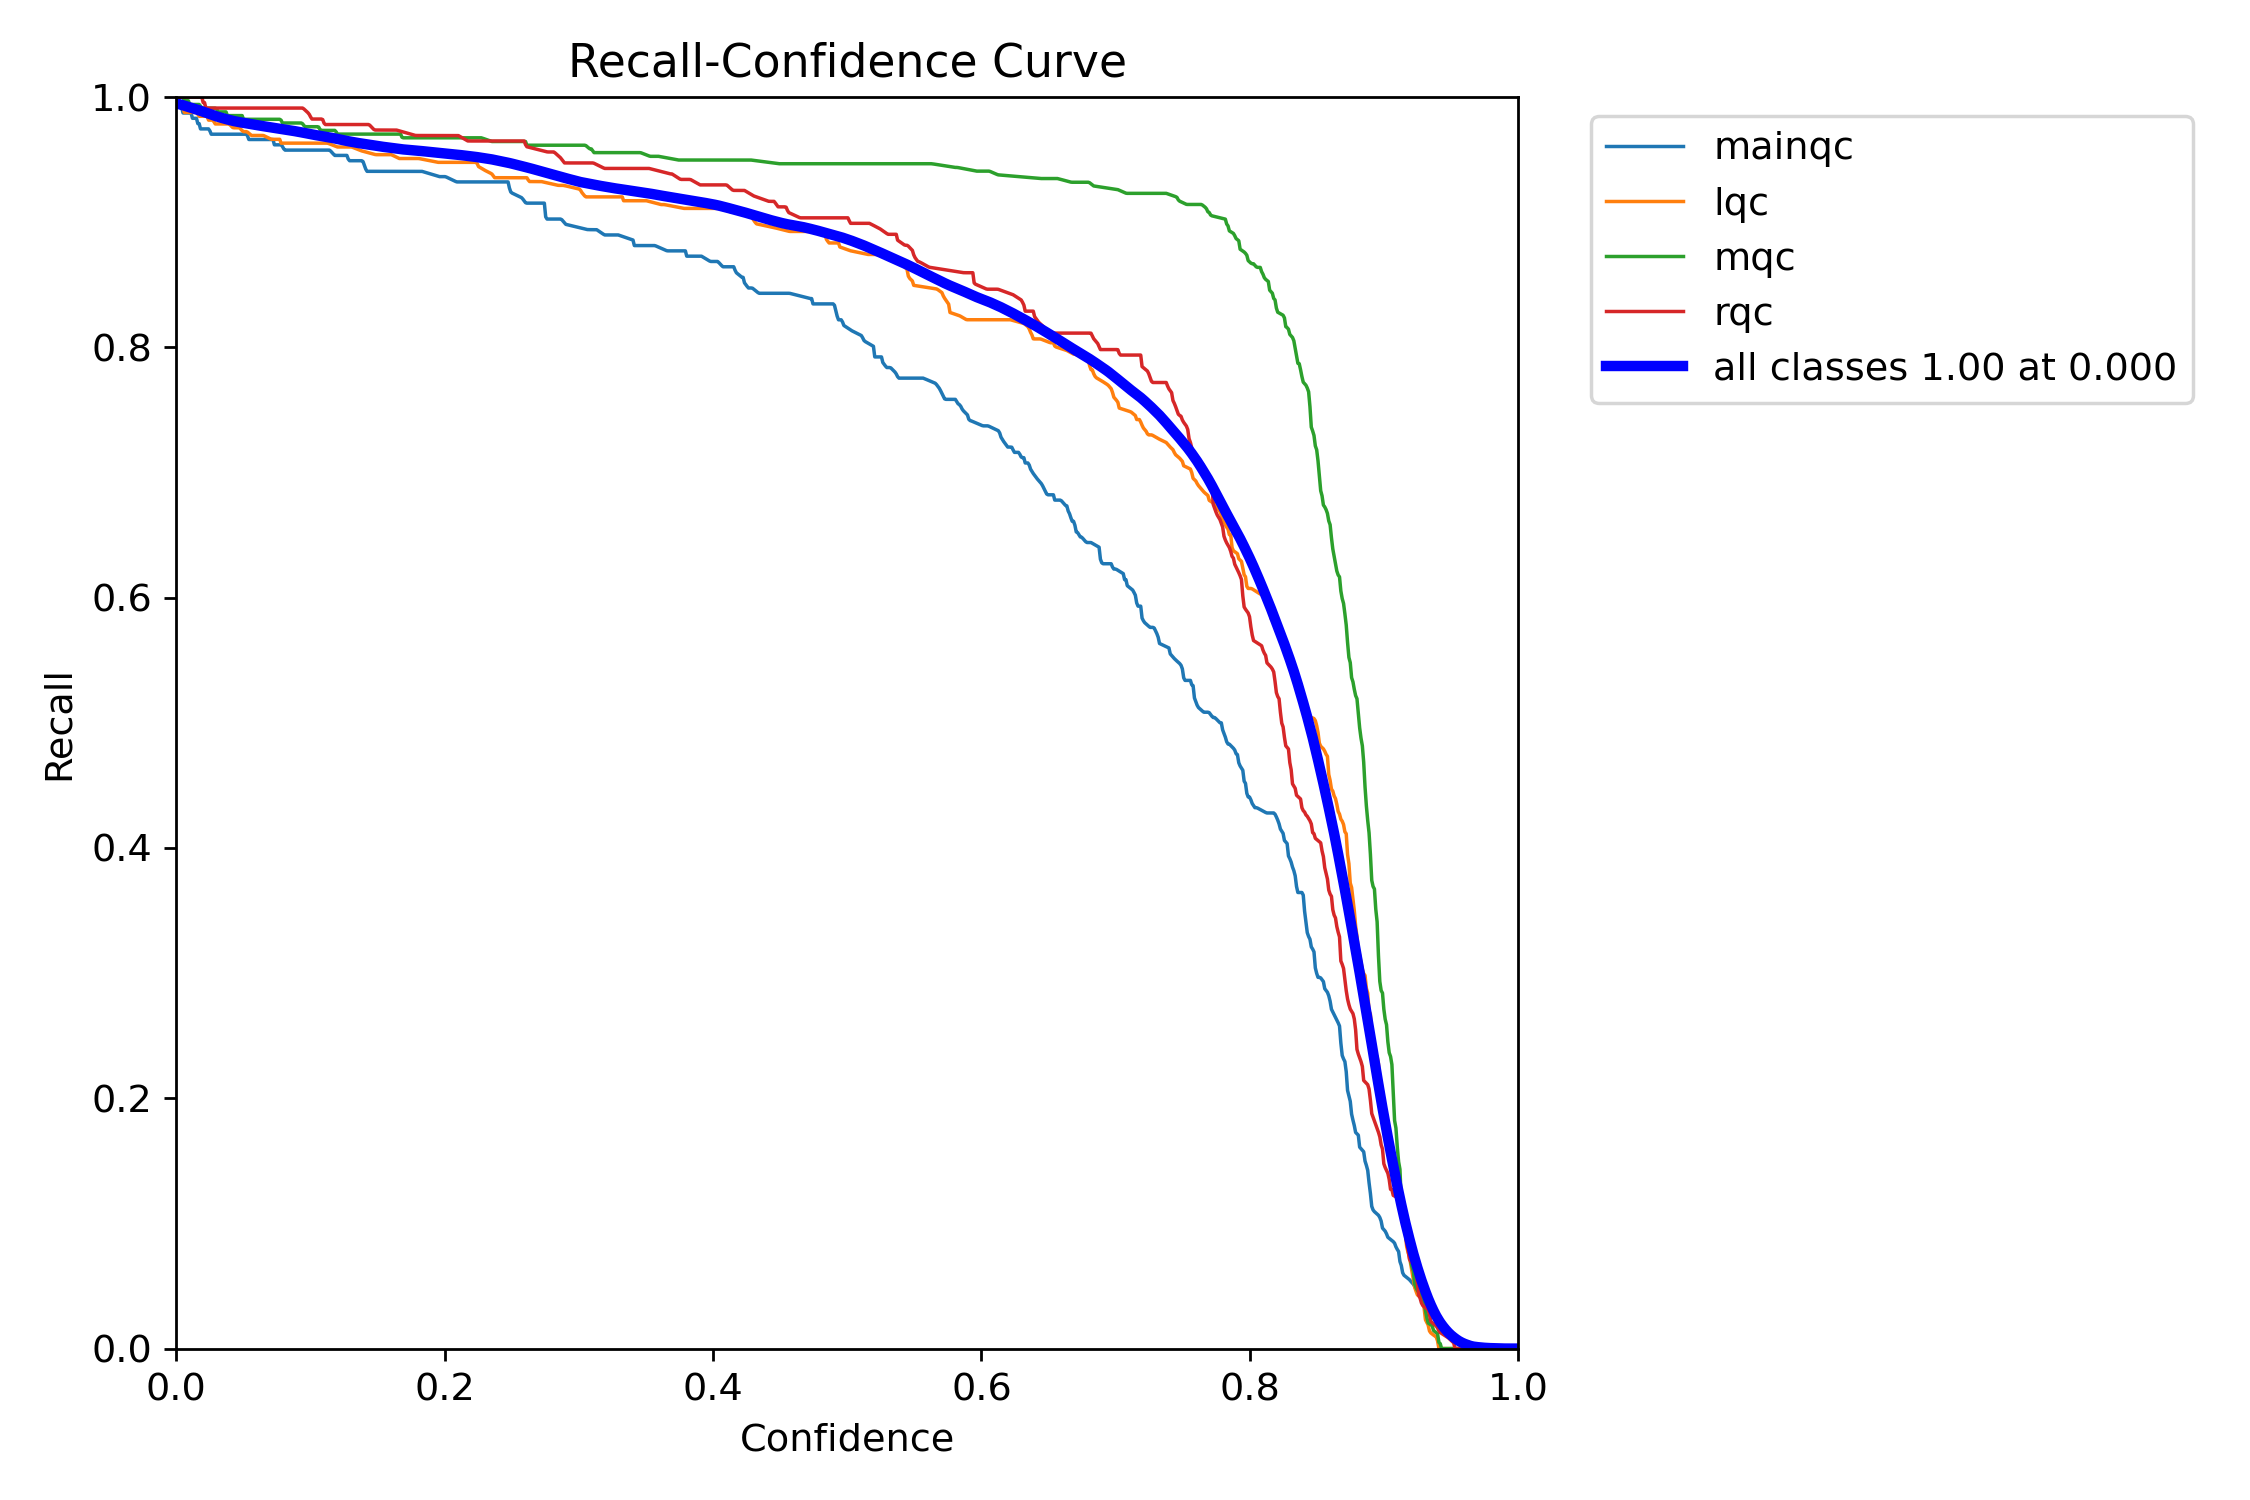 Recall-Confidence Curve
1.0
0.8
0.6
0.4
0.2
0.0
Recall
0.0 0.2 0.4 0.6 0.8 1.0
Confidence
mainqc
lqc
mqc
rqc
all classes 1.00 at 0.000